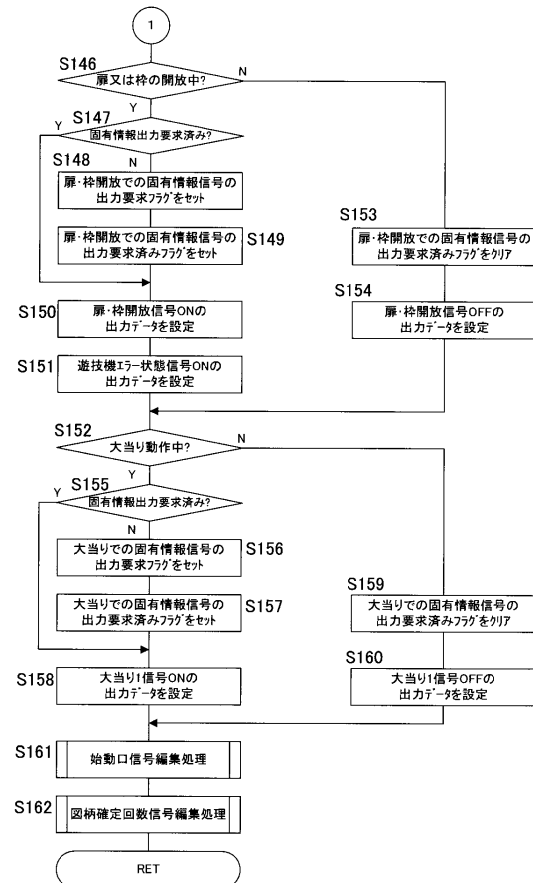 1
S146
扉又は枠の開放中?
N
Y
S147
Y
固有情報出力要求済み?
N
S148
扉・枠開放での固有情報信号の
出力要求フラグをセット
扉・枠開放での固有情報信号の
出力要求済みフラグをセット
S149
S153
扉・枠開放での固有情報信号の
出力要求済みフラグをクリア
S150
扉・枠開放信号ONの
出力データを設定
S154
扉・枠開放信号OFFの
出力データを設定
S151
遊技機エラー状態信号ONの
出力データを設定
S152
大当り動作中?
N
Y
S155
Y
固有情報出力要求済み?
N
大当りでの固有情報信号の
出力要求フラグをセット
S156
大当りでの固有情報信号の
出力要求済みフラグをセット
S157
S159
大当りでの固有情報信号の
出力要求済みフラグをクリア
S158
大当り1信号ONの
出力データを設定
S160
大当り1信号OFFの
出力データを設定
S161
始動口信号編集処理
S162
図柄確定回数信号編集処理
RET